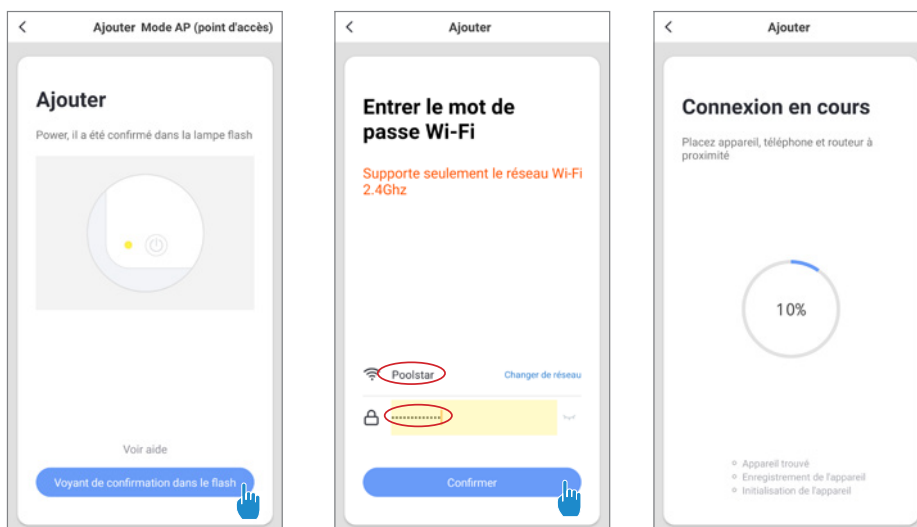 Ajouter Mode AP (point d'accès)
Ajouter
Power, il a été confirmé dans la lampe flash
Voir aide
Voyant de confirmation dans le flash
Ajouter
Entrer le mot de
passe Wi-Fi
Supporte seulement le réseau Wi-Fi
2.4Ghz
Poolstar Changer de réseau
Confirmer
Ajouter
Connexion en cours
Placez appareil, téléphone et routeur à
proximité
10%
Appareil trouvé
Enregistrement de l'appareil
Initialisation de l'appareil